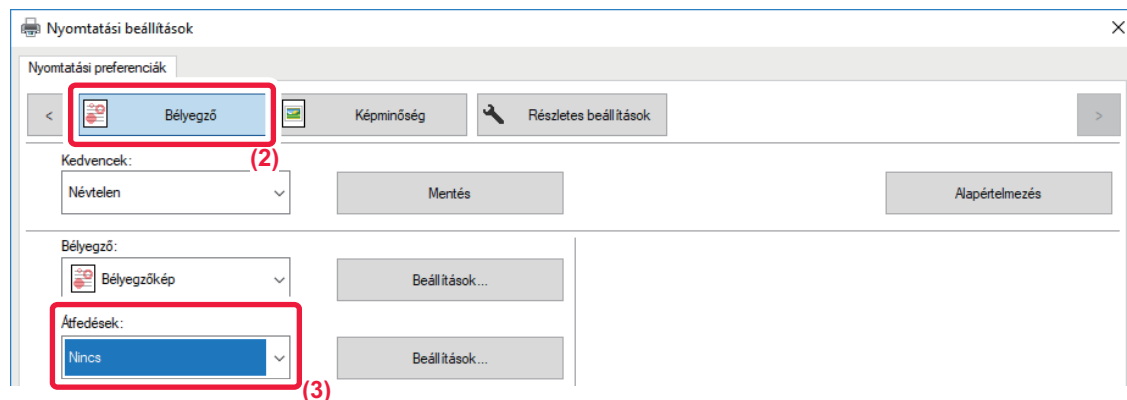 Nyomtatási beállítások
Nyomtatási preferenciák
< Bélyegző Képminőség Részletes beállítások >
(2)
Kedvencek:
Névtelen Mentés Alapértelmezés
Bélyegző:
Bélyegzőkép Beállítások...
Átfedések:
Nincs Beállítások...
(3)